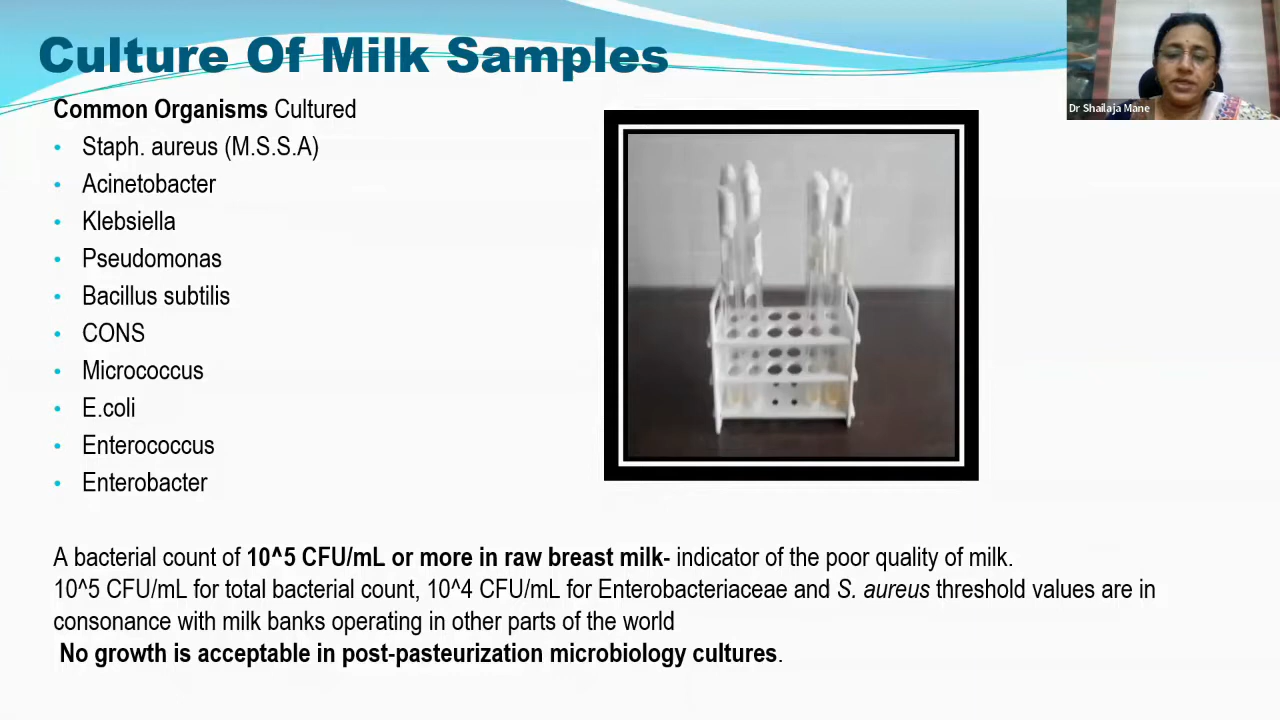 Culture Of Milk Samples
Dr Shailaja Mane
Common Organisms Cultured
• Staph. aureus (M.S.S.A)
• Acinetobacter
• Klebsiella
• Pseudomonas
• Bacillus subtilis
• CONS
• Micrococcus
• E.coli
• Enterococcus
• Enterobacter
A bacterial count of 10^5 CFU/mL or more in raw breast milk- indicator of the poor quality of milk.
10^5 CFU/mL for total bacterial count, 10^4 CFU/mL for Enterobacteriaceae and S. aureus threshold values are in
consonance with milk banks operating in other parts of the world
No growth is acceptable in post-pasteurization microbiology cultures.